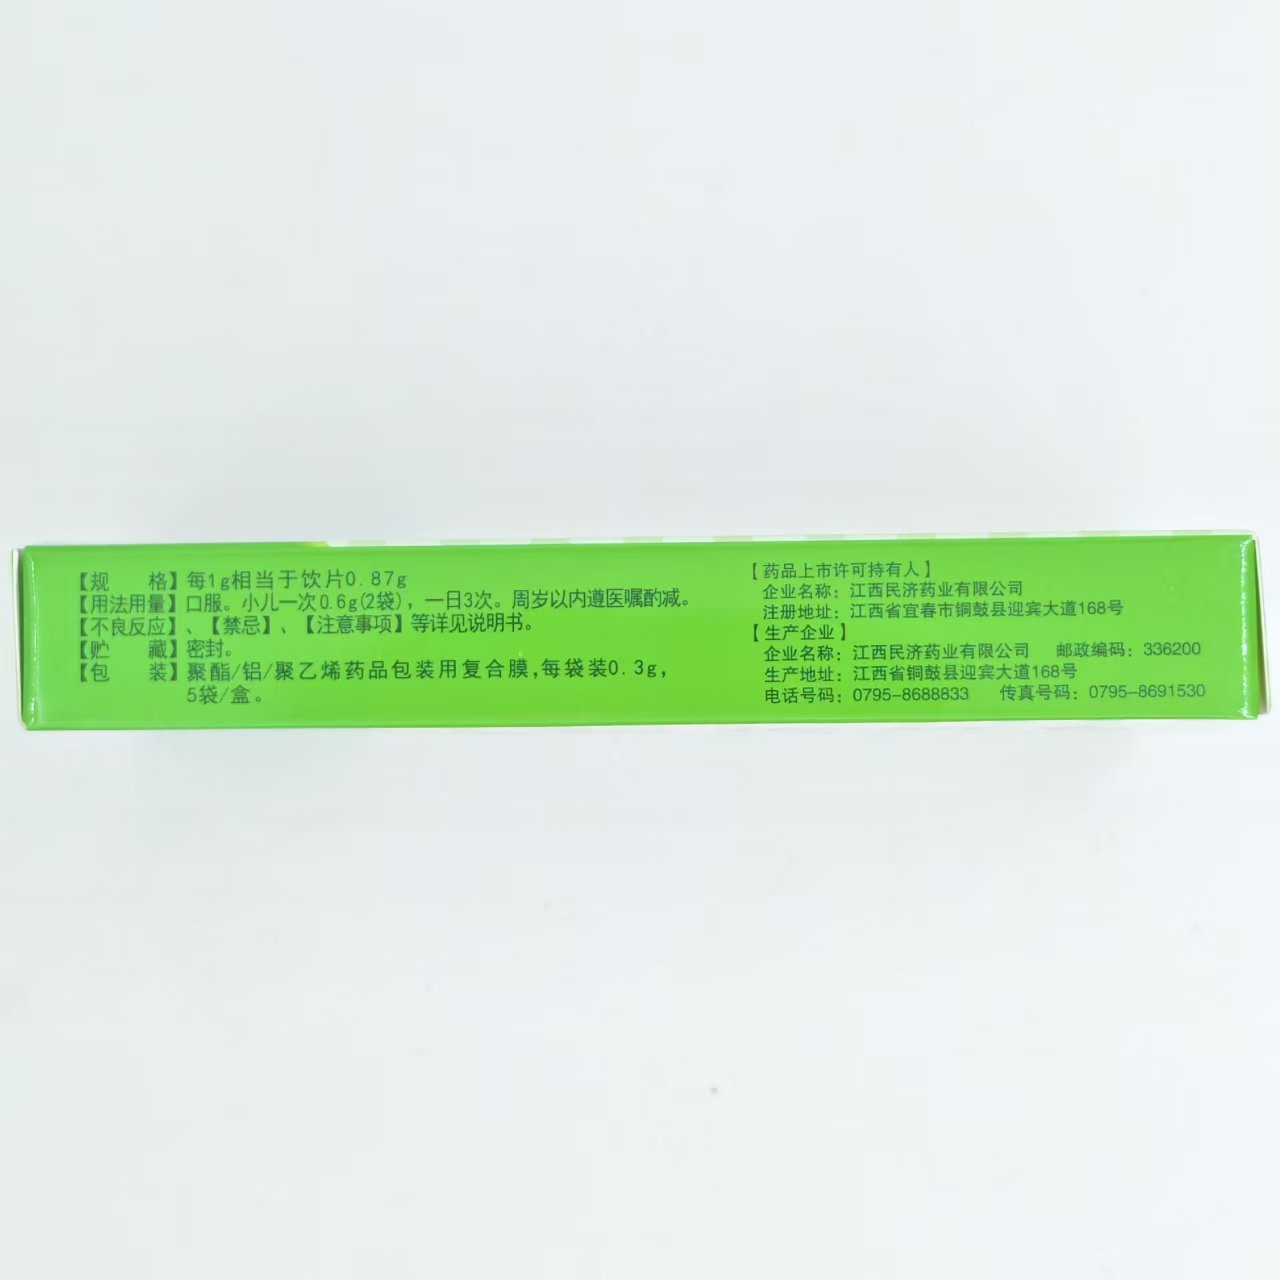 【规　　格】每1g相当于饮片0.87g
【用法用量】口服。小儿一次0.6g(2袋)，一日3次。周岁以内遵医嘱酌减。
【不良反应】、【禁忌】、【注意事项】等详见说明书。
【贮　　藏】密封。
【包　　装】聚酯/铝/聚乙烯药品包装用复合膜,每袋装0.3g,
5袋/盒。
【药品上市许可持有人】
企业名称：江西民济药业有限公司
注册地址：江西省宜春市铜鼓县迎宾大道168号
【生产企业】
企业名称：江西民济药业有限公司　邮政编码：336200
生产地址：江西省铜鼓县迎宾大道168号
电话号码：0795-8688833　传真号码：0795-8691530